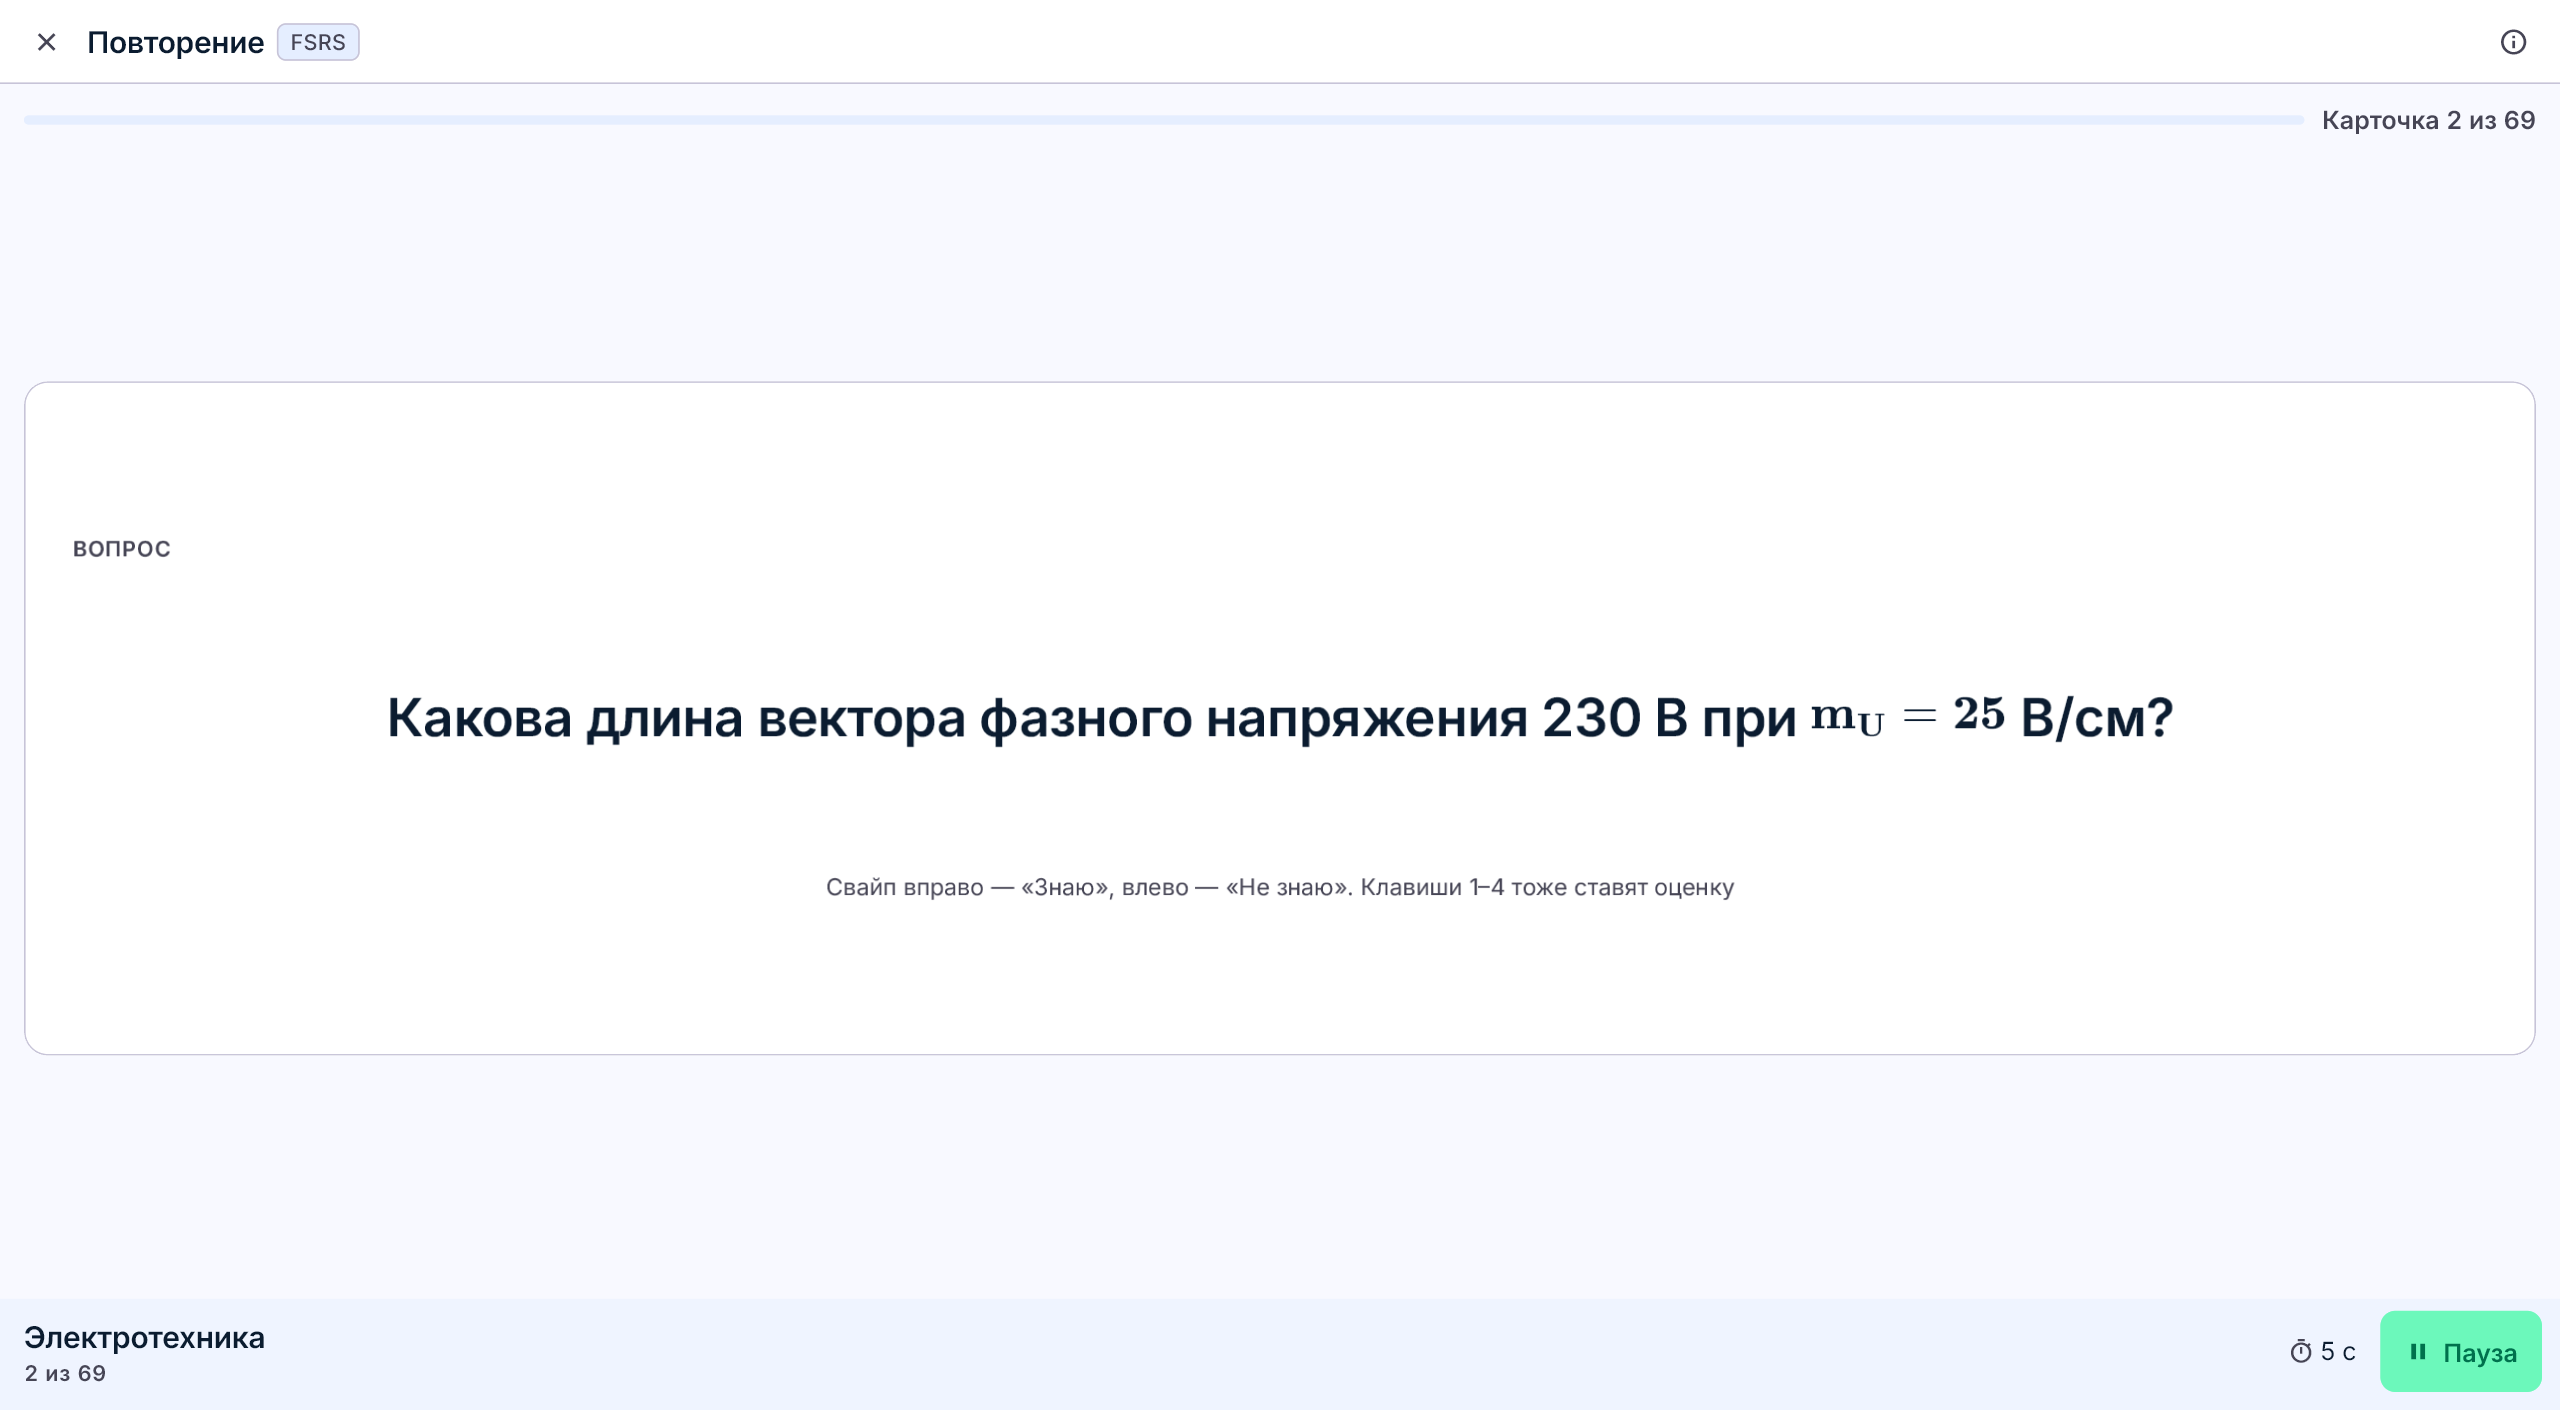 Повторение FSRS
Карточка 2 из 69
ВОПРОС
Какова длина вектора фазного напряжения 230 В при m_U = 25 В/см?
Свайп вправо — «Знаю», влево — «Не знаю». Клавиши 1–4 тоже ставят оценку
Электротехника
2 из 69
5 с
Пауза